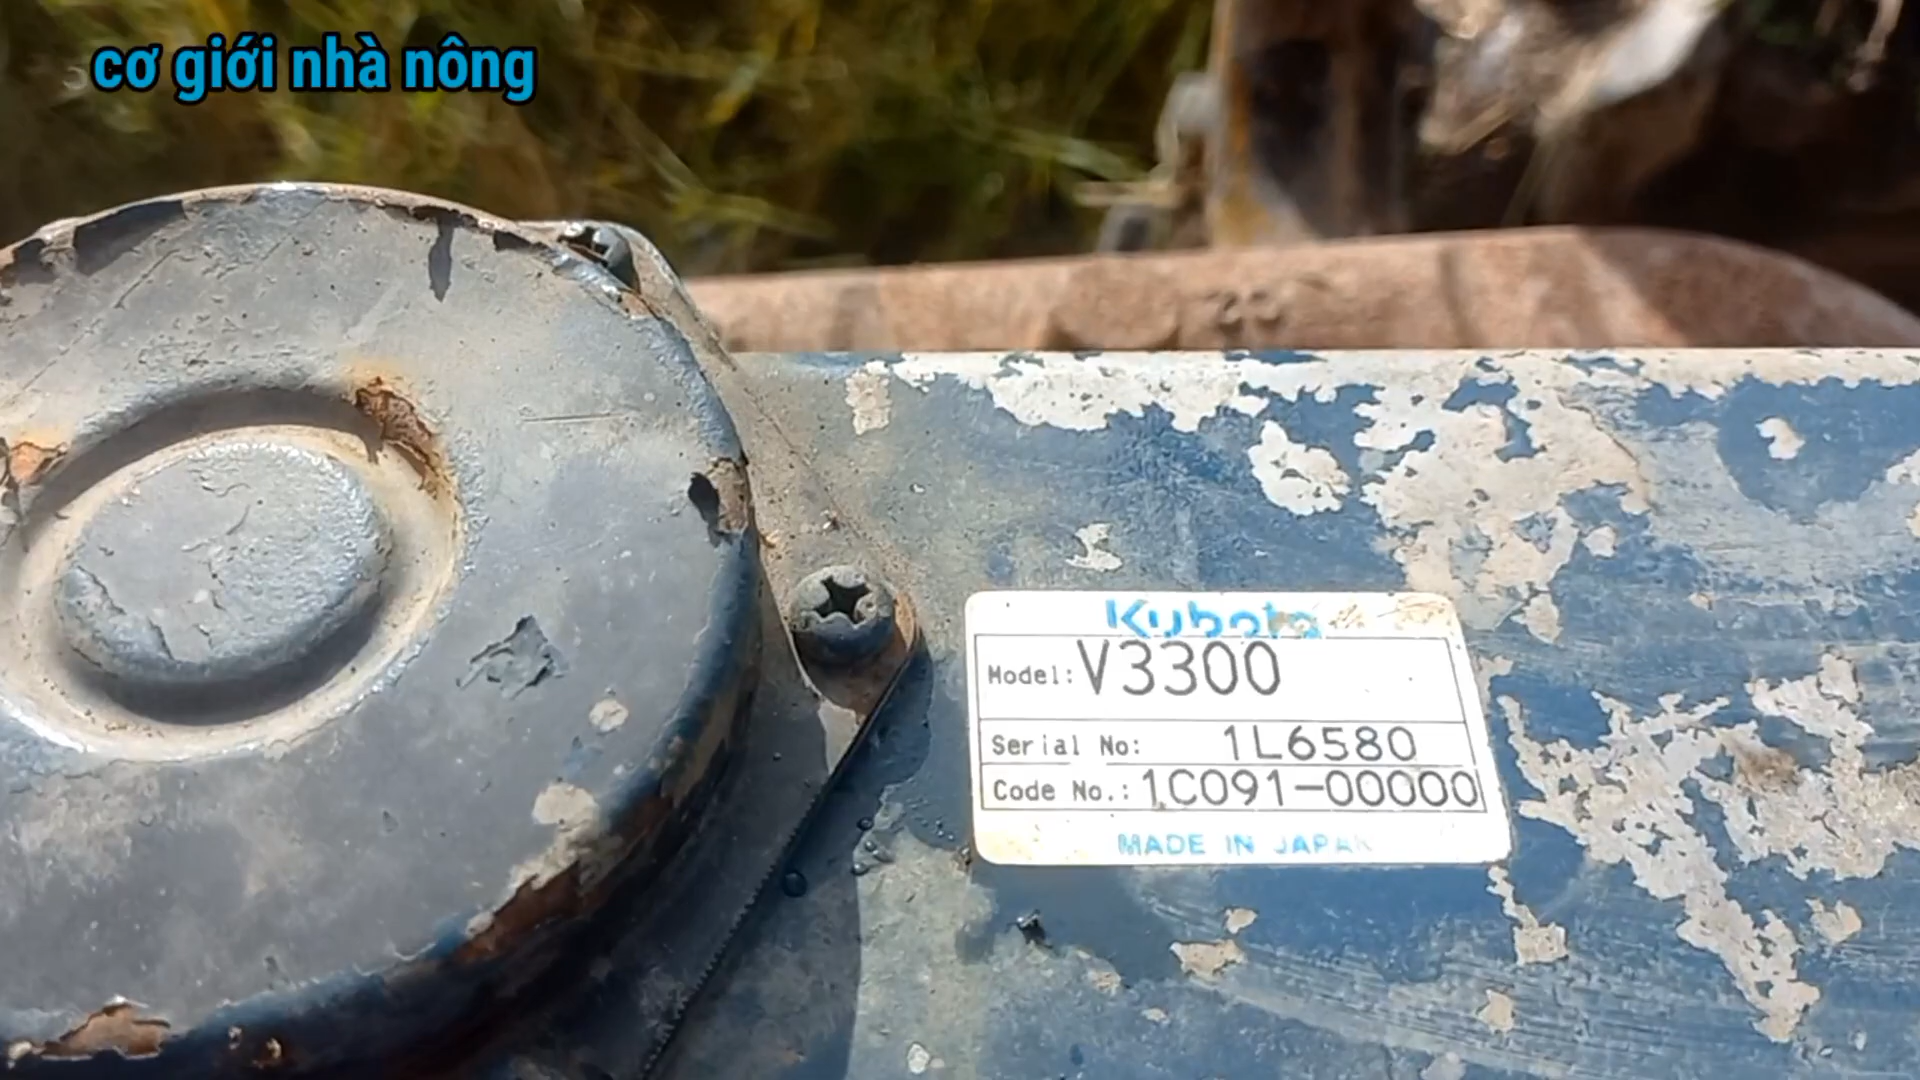 cơ giới nhà nông
Kubota
Model: V3300
Serial No: 1L6580
Code No.: 1C091-00000
MADE IN JAPAN